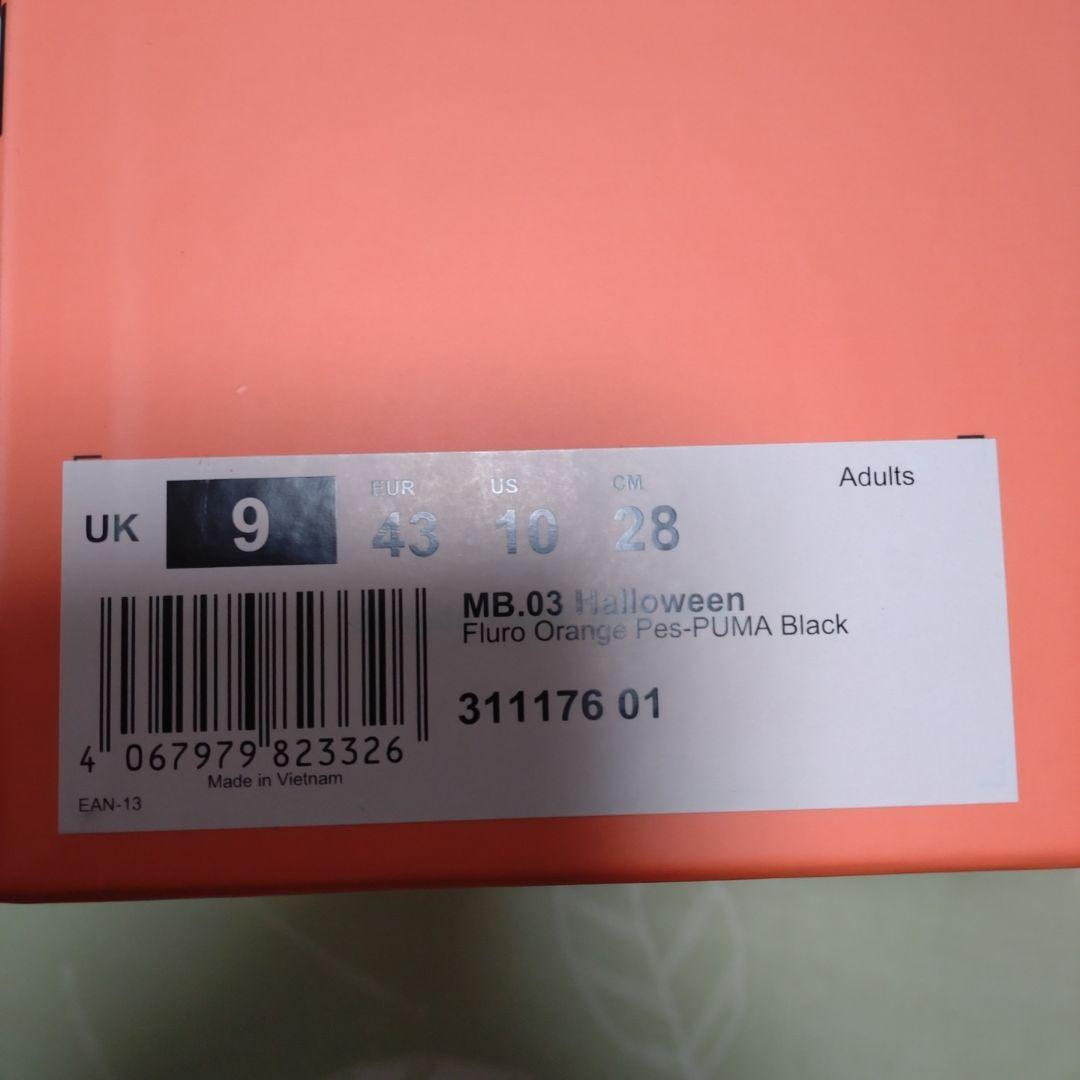 Adults
UK 9
EUR 43
US 10
CM 28
MB.03 Halloween
Fluro Orange Pes-PUMA Black
311176 01
4 067979 823326
Made in Vietnam
EAN-13